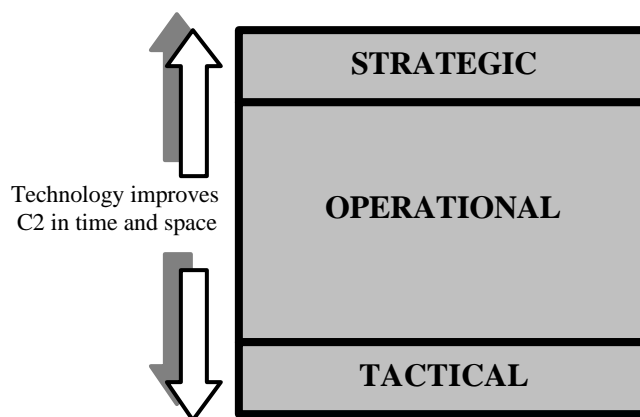 STRATEGIC
Technology improves
C2 in time and space
OPERATIONAL
TACTICAL